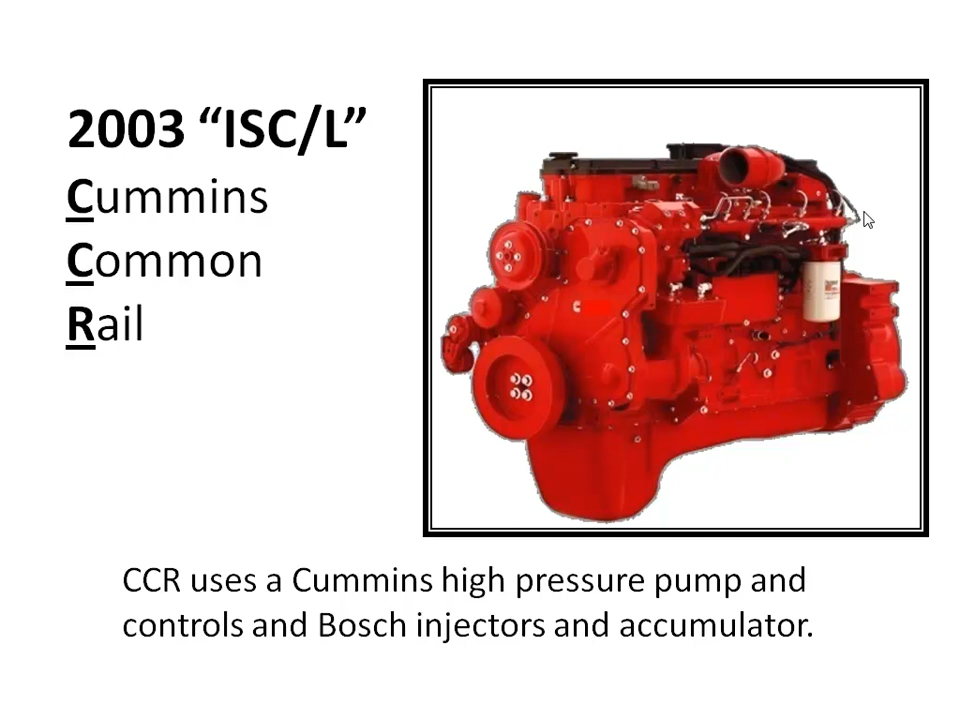 2003 “ISC/L”
Cummins
Common
Rail
CCR uses a Cummins high pressure pump and
controls and Bosch injectors and accumulator.